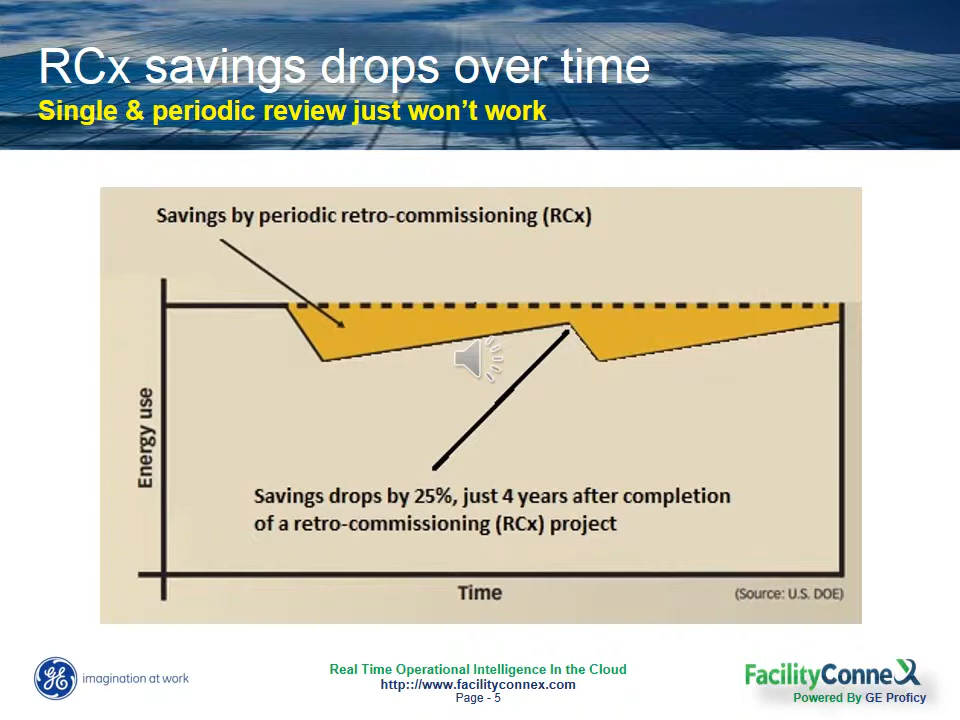 RCx savings drops over time
Single & periodic review just won't work
Savings by periodic retro-commissioning (RCx)
Energy use
Savings drops by 25%, just 4 years after completion
of a retro-commissioning (RCx) project
Time
(Source: U.S. DOE)
GE
imagination at work
Real Time Operational Intelligence In the Cloud
http:://www.facilityconnex.com
Page - 5
FacilityConneX
Powered By GE Proficy